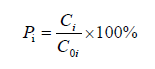 P_i = C_i / C_{0i} ×100%